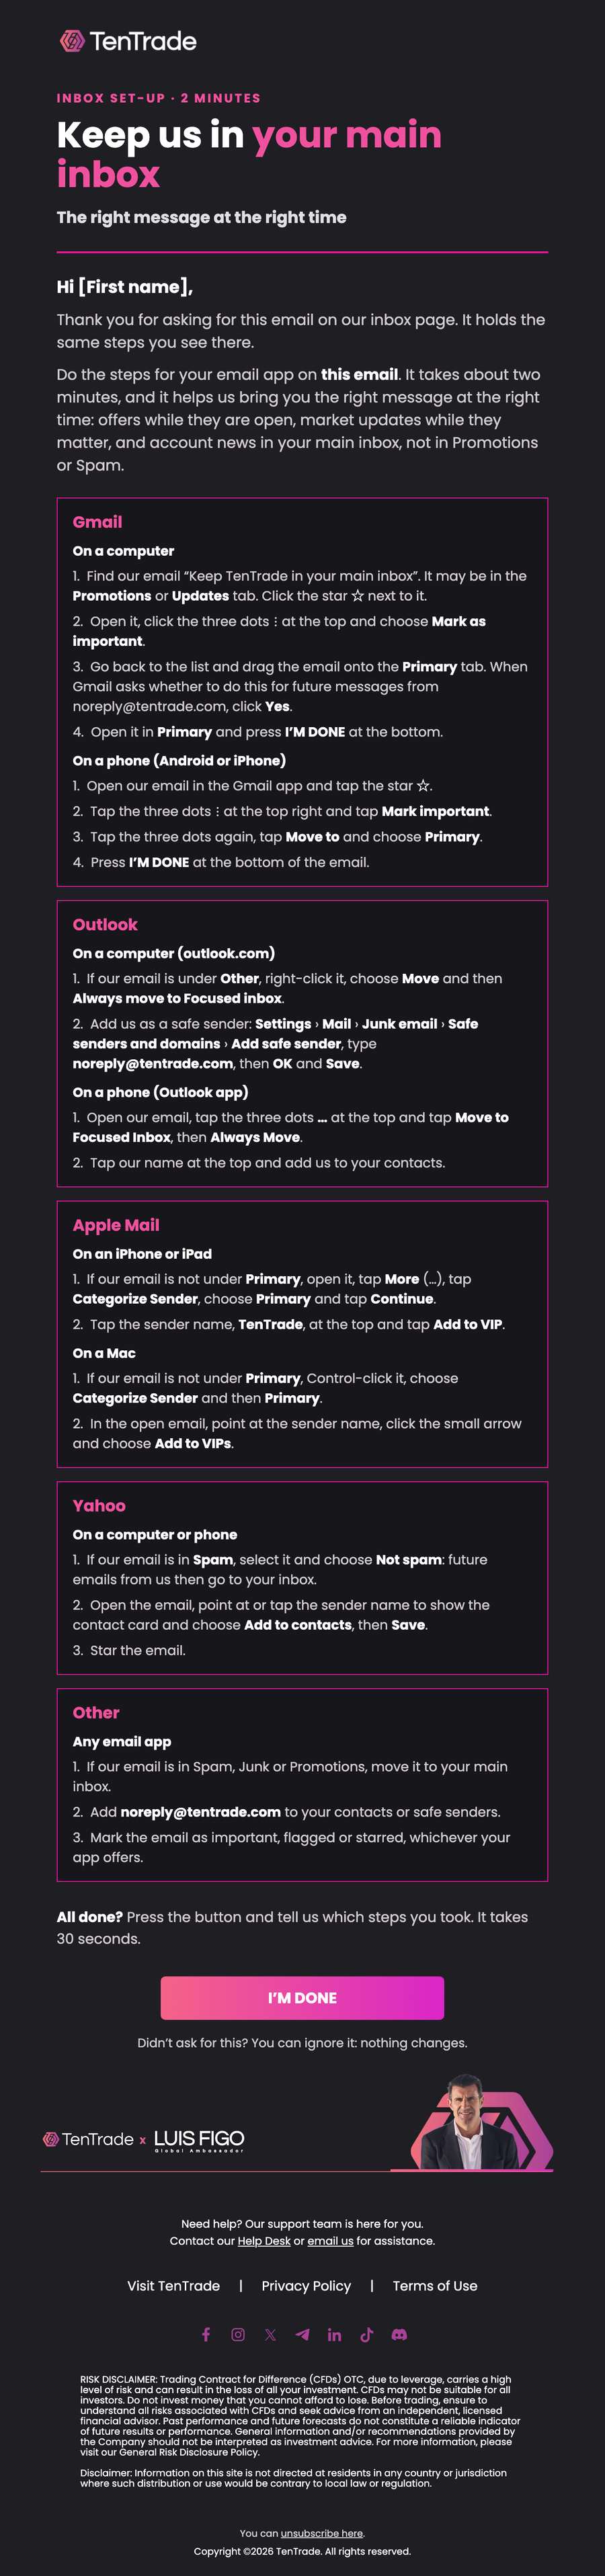 TenTrade
INBOX SET-UP · 2 MINUTES
Keep us in your main
inbox
The right message at the right time
Hi [First name],
Thank you for asking for this email on our inbox page. It holds the
same steps you see there.
Do the steps for your email app on this email. It takes about two
minutes, and it helps us bring you the right message at the right
time: offers while they are open, market updates while they
matter, and account news in your main inbox, not in Promotions
or Spam.
Gmail
On a computer
1. Find our email “Keep TenTrade in your main inbox”. It may be in the
Promotions or Updates tab. Click the star ☆ next to it.
2. Open it, click the three dots ⋮ at the top and choose Mark as
important.
3. Go back to the list and drag the email onto the Primary tab. When
Gmail asks whether to do this for future messages from
noreply@tentrade.com, click Yes.
4. Open it in Primary and press I’M DONE at the bottom.
On a phone (Android or iPhone)
1. Open our email in the Gmail app and tap the star ☆.
2. Tap the three dots ⋮ at the top right and tap Mark important.
3. Tap the three dots again, tap Move to and choose Primary.
4. Press I’M DONE at the bottom of the email.
Outlook
On a computer (outlook.com)
1. If our email is under Other, right-click it, choose Move and then
Always move to Focused inbox.
2. Add us as a safe sender: Settings › Mail › Junk email › Safe
senders and domains › Add safe sender, type
noreply@tentrade.com, then OK and Save.
On a phone (Outlook app)
1. Open our email, tap the three dots … at the top and tap Move to
Focused Inbox, then Always Move.
2. Tap our name at the top and add us to your contacts.
Apple Mail
On an iPhone or iPad
1. If our email is not under Primary, open it, tap More (…), tap
Categorize Sender, choose Primary and tap Continue.
2. Tap the sender name, TenTrade, at the top and tap Add to VIP.
On a Mac
1. If our email is not under Primary, Control-click it, choose
Categorize Sender and then Primary.
2. In the open email, point at the sender name, click the small arrow
and choose Add to VIPs.
Yahoo
On a computer or phone
1. If our email is in Spam, select it and choose Not spam: future
emails from us then go to your inbox.
2. Open the email, point at or tap the sender name to show the
contact card and choose Add to contacts, then Save.
3. Star the email.
Other
Any email app
1. If our email is in Spam, Junk or Promotions, move it to your main
inbox.
2. Add noreply@tentrade.com to your contacts or safe senders.
3. Mark the email as important, flagged or starred, whichever your
app offers.
All done? Press the button and tell us which steps you took. It takes
30 seconds.
I’M DONE
Didn’t ask for this? You can ignore it: nothing changes.
TenTrade x LUIS FIGO
Global Ambassador
Need help? Our support team is here for you.
Contact our Help Desk or email us for assistance.
Visit TenTrade | Privacy Policy | Terms of Use
RISK DISCLAIMER: Trading Contract for Difference (CFDs) OTC, due to leverage, carries a high
level of risk and can result in the loss of all your investment. CFDs may not be suitable for all
investors. Do not invest money that you cannot afford to lose. Before trading, ensure to
understand all risks associated with CFDs and seek advice from an independent, licensed
financial advisor. Past performance and future forecasts do not constitute a reliable indicator
of future results or performance. General information and/or recommendations provided by
the Company should not be interpreted as investment advice. For more information, please
visit our General Risk Disclosure Policy.
Disclaimer: Information on this site is not directed at residents in any country or jurisdiction
where such distribution or use would be contrary to local law or regulation.
You can unsubscribe here.
Copyright ©2026 TenTrade. All rights reserved.